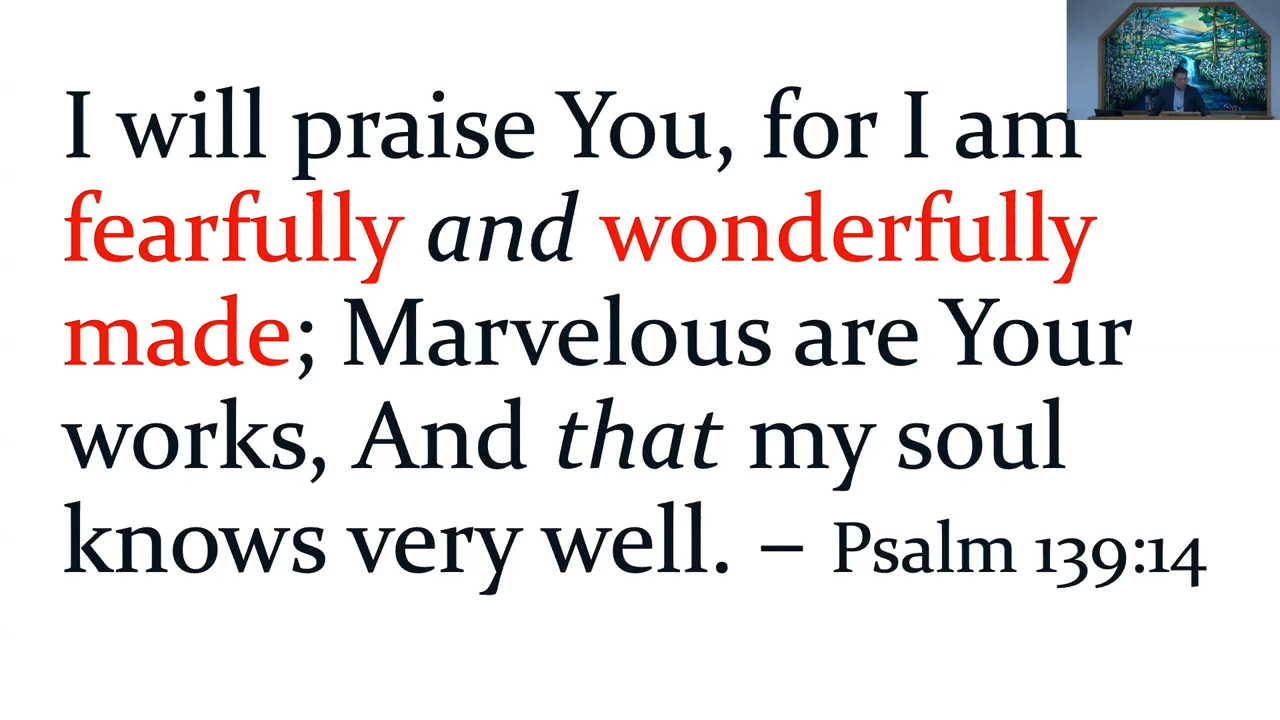 I will praise You, for I am
fearfully and wonderfully
made; Marvelous are Your
works, And that my soul
knows very well. – Psalm 139:14